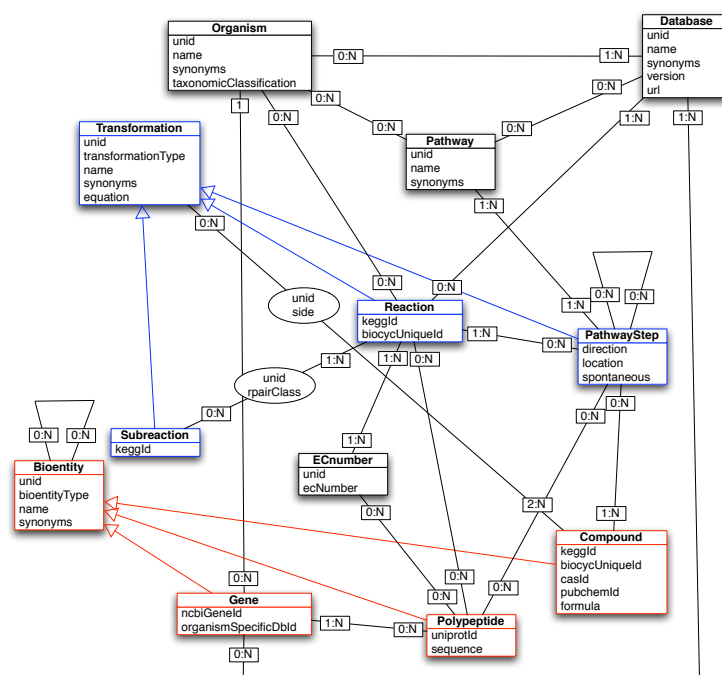 Organism
unid
name
synonyms
taxonomicClassification
Database
unid
name
synonyms
version
url
0:N
1:N
1
0:N
0:N
0:N
0:N
0:N
1:N
1:N
Transformation
unid
transformationType
name
synonyms
equation
Pathway
unid
name
synonyms
1:N
0:N
unid
side
0:N
0:N
1:N
0:N
0:N
Reaction
keggId
biocycUniqueId
1:N
0:N
PathwayStep
direction
location
spontaneous
1:N
1:N
0:N
unid
rpairClass
0:N
0:N
0:N
Subreaction
keggId
0:N
0:N
1:N
Bioentity
unid
bioentityType
name
synonyms
ECnumber
unid
ecNumber
0:N
2:N
1:N
Compound
keggId
biocycUniqueId
casId
pubchemId
formula
0:N
0:N
0:N
0:N
Gene
ncbiGeneId
organismSpecificDbId
1:N
0:N
Polypeptide
uniprotId
sequence
0:N